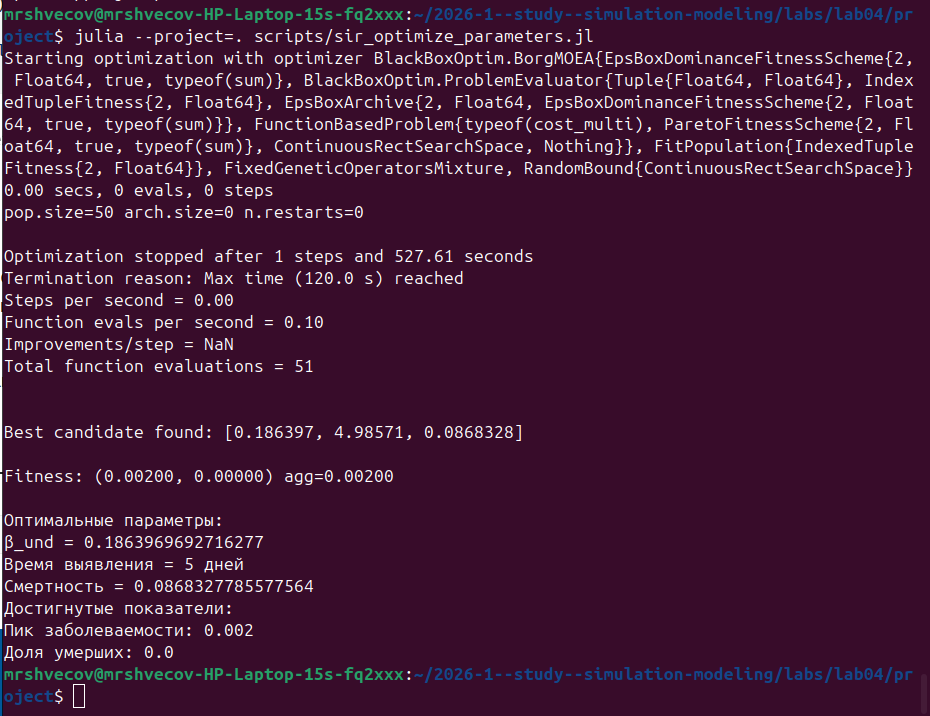 mrshvecov@mrshvecov-HP-Laptop-15s-fq2xxx:~/2026-1--study--simulation-modeling/labs/lab04/pr
oject$ julia --project=. scripts/sir_optimize_parameters.jl
Starting optimization with optimizer BlackBoxOptim.BorgMOEA{EpsBoxDominanceFitnessScheme{2,
 Float64, true, typeof(sum)}, BlackBoxOptim.ProblemEvaluator{Tuple{Float64, Float64}, Index
edTupleFitness{2, Float64}, EpsBoxArchive{2, Float64, EpsBoxDominanceFitnessScheme{2, Float
64, true, typeof(sum)}}, FunctionBasedProblem{typeof(cost_multi), ParetoFitnessScheme{2, Fl
oat64, true, typeof(sum)}, ContinuousRectSearchSpace, Nothing}}, FitPopulation{IndexedTuple
Fitness{2, Float64}}, FixedGeneticOperatorsMixture, RandomBound{ContinuousRectSearchSpace}}
0.00 secs, 0 evals, 0 steps
pop.size=50 arch.size=0 n.restarts=0
Optimization stopped after 1 steps and 527.61 seconds
Termination reason: Max time (120.0 s) reached
Steps per second = 0.00
Function evals per second = 0.10
Improvements/step = NaN
Total function evaluations = 51
Best candidate found: [0.186397, 4.98571, 0.0868328]
Fitness: (0.00200, 0.00000) agg=0.00200
Оптимальные параметры:
β_und = 0.1863969692716277
Время выявления = 5 дней
Смертность = 0.0868327785577564
Достигнутые показатели:
Пик заболеваемости: 0.002
Доля умерших: 0.0
mrshvecov@mrshvecov-HP-Laptop-15s-fq2xxx:~/2026-1--study--simulation-modeling/labs/lab04/pr
oject$